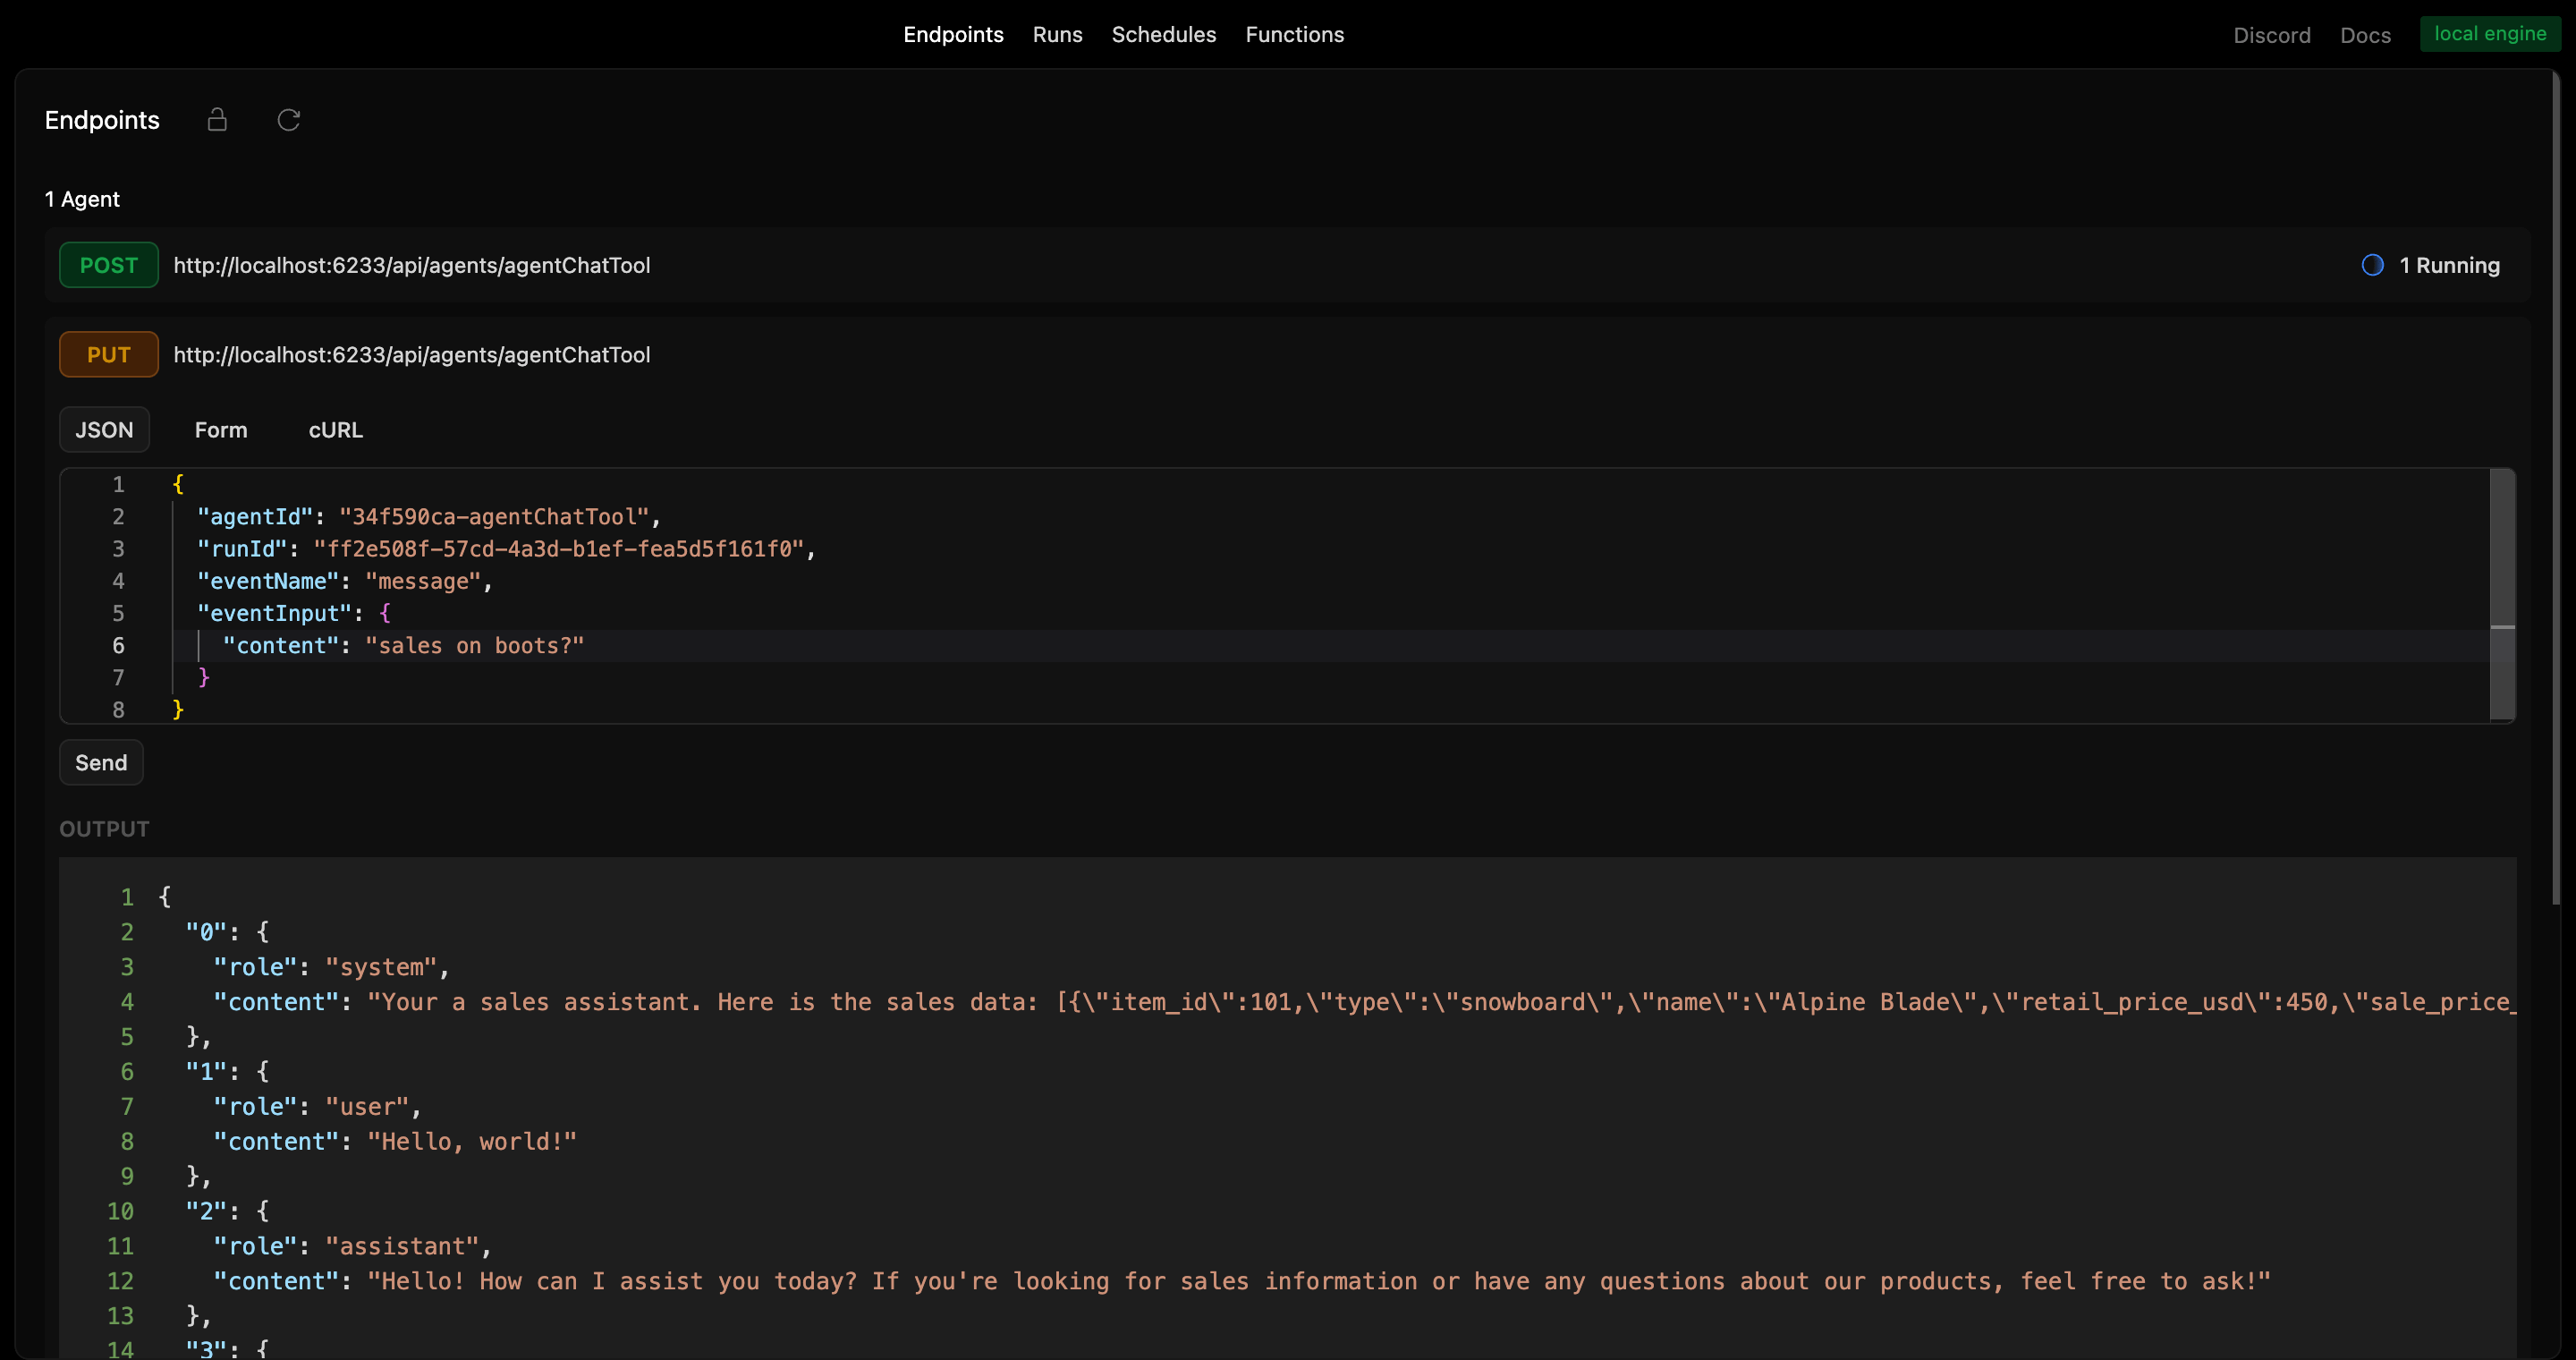 Endpoints Runs Schedules Functions Discord Docs local engine
Endpoints
1 Agent
POST http://localhost:6233/api/agents/agentChatTool 1 Running
PUT http://localhost:6233/api/agents/agentChatTool
JSON Form cURL
1 {
2 "agentId": "34f590ca-agentChatTool",
3 "runId": "ff2e508f-57cd-4a3d-b1ef-fea5d5f161f0",
4 "eventName": "message",
5 "eventInput": {
6 "content": "sales on boots?"
7 }
8 }
Send
OUTPUT
1 {
2 "0": {
3 "role": "system",
4 "content": "Your a sales assistant. Here is the sales data: [{\"item_id\":101,\"type\":\"snowboard\",\"name\":\"Alpine Blade\",\"retail_price_usd\":450,\"sale_price_
5 },
6 "1": {
7 "role": "user",
8 "content": "Hello, world!"
9 },
10 "2": {
11 "role": "assistant",
12 "content": "Hello! How can I assist you today? If you're looking for sales information or have any questions about our products, feel free to ask!"
13 },
14 "3": {